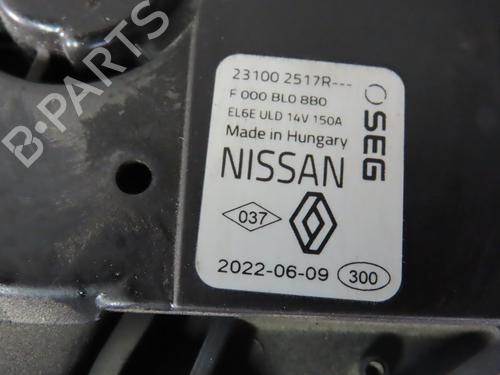 B-PARTS
23100 2517R---
F 000 BL0 8B0
EL6E ULD 14V 150A
Made in Hungary
SEG
NISSAN
037
2022-06-09
300